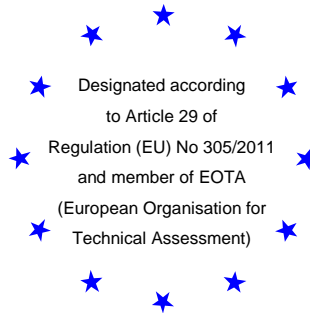 Designated according
to Article 29 of
Regulation (EU) No 305/2011
and member of EOTA
(European Organisation for
Technical Assessment)